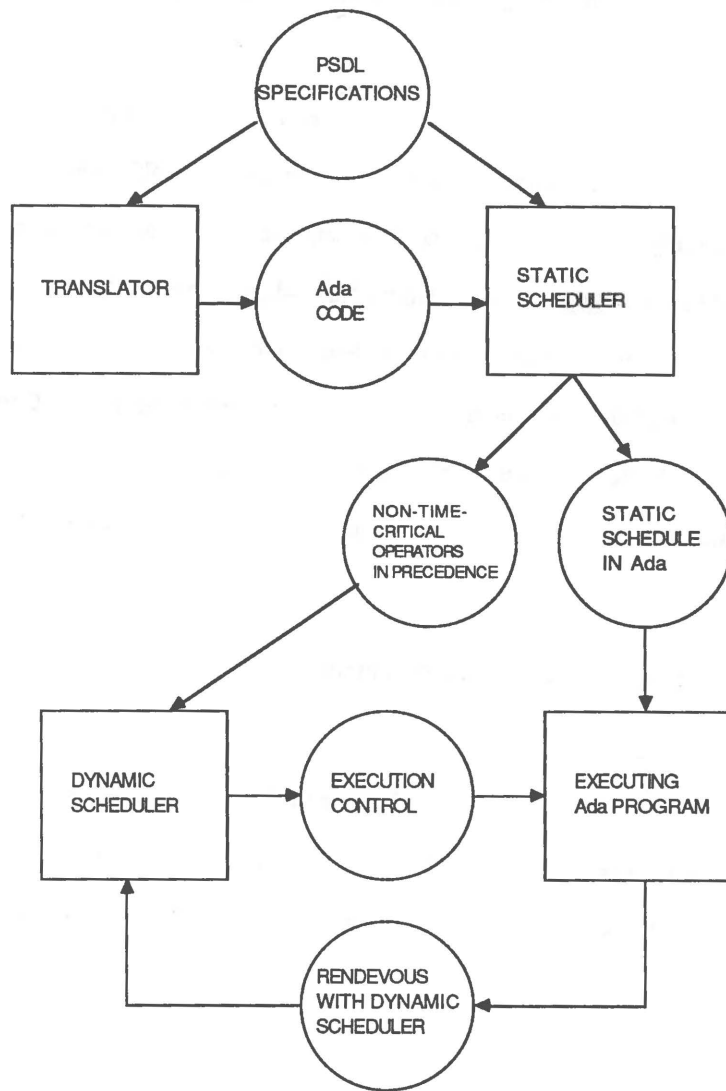 PSDL
SPECIFICATIONS
TRANSLATOR
Ada
CODE
STATIC
SCHEDULER
NON-TIME-
CRITICAL
OPERATORS
IN PRECEDENCE
STATIC
SCHEDULE
IN Ada
DYNAMIC
SCHEDULER
EXECUTION
CONTROL
EXECUTING
Ada PROGRAM
RENDEVOUS
WITH DYNAMIC
SCHEDULER